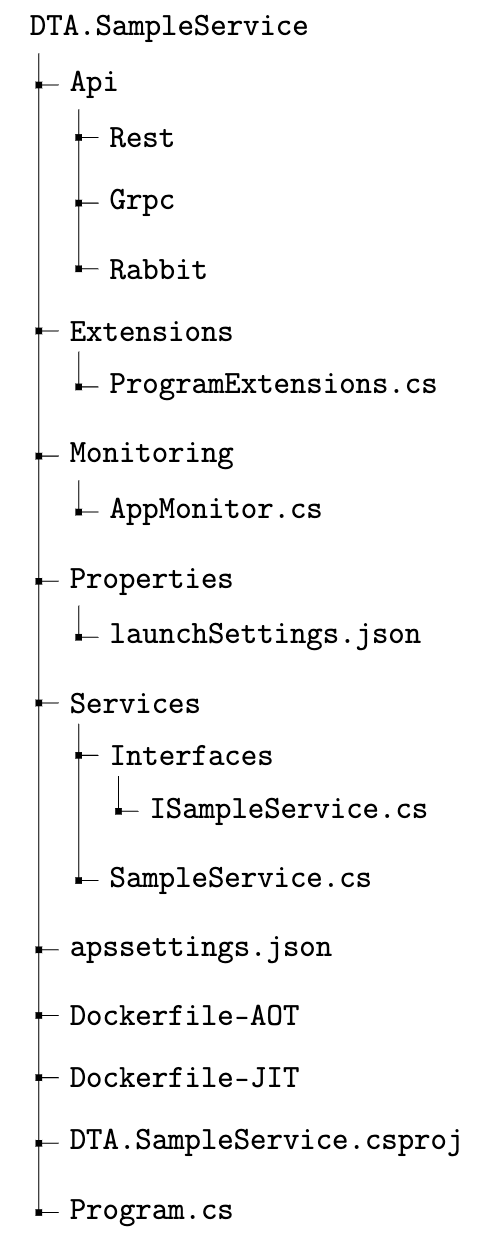 DTA.SampleService
Api
Rest
Grpc
Rabbit
Extensions
ProgramExtensions.cs
Monitoring
AppMonitor.cs
Properties
launchSettings.json
Services
Interfaces
ISampleService.cs
SampleService.cs
apssettings.json
Dockerfile-AOT
Dockerfile-JIT
DTA.SampleService.csproj
Program.cs